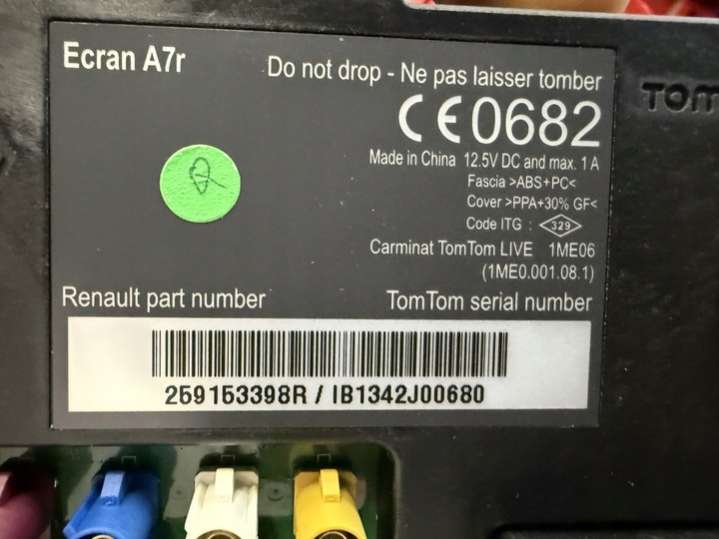 Ecran A7r
Do not drop - Ne pas laisser tomber
CE0682
Made in China 12.5V DC and max. 1 A
Fascia >ABS+PC<
Cover >PPA+30% GF<
Code ITG : 329
Carminat TomTom LIVE 1ME06
(1ME0.001.08.1)
Renault part number
TomTom serial number
259153398R / IB1342J00680
TOM